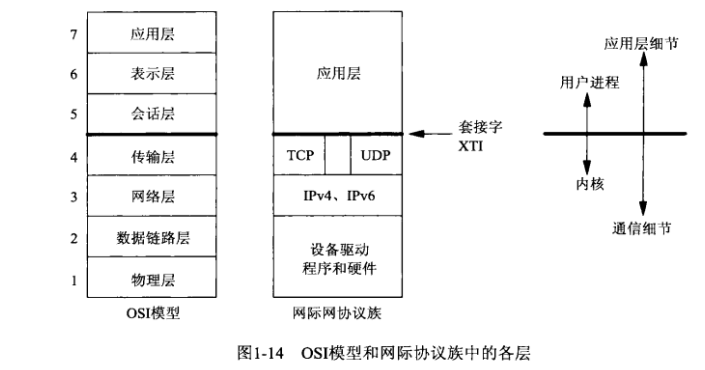 7 应用层
6 表示层
5 会话层
4 传输层
3 网络层
2 数据链路层
1 物理层
OSI模型
应用层
TCP UDP
IPv4、IPv6
设备驱动
程序和硬件
网际网协议族
套接字
XTI
应用层细节
用户进程
内核
通信细节
图1-14 OSI模型和网际协议族中的各层